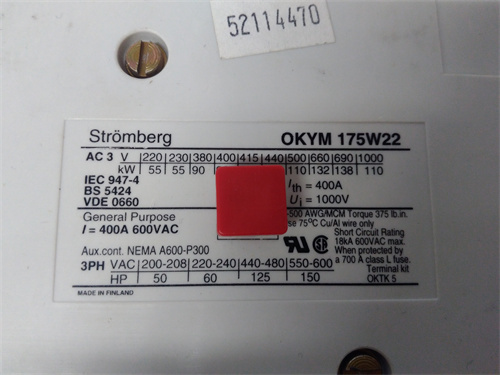 52114470
Strömberg OKYM 175W22
AC 3 V 220 230 380 400 415 440 500 660 690 1000
kW 55 55 90 110 132 138 110
IEC 947-4
BS 5424
VDE 0660
Ith = 400A
Ui = 1000V
General Purpose
I = 400A 600VAC
-500 AWG/MCM Torque 375 lb.in.
se 75°C Cu/Al wire only
Short Circuit Rating
18kA 600VAC max.
When protected by
a 700 A class L fuse.
Terminal kit
OKTK 5
Aux.cont. NEMA A600-P300
3PH VAC 200-208 220-240 440-480 550-600
HP 50 60 125 150
MADE IN FINLAND